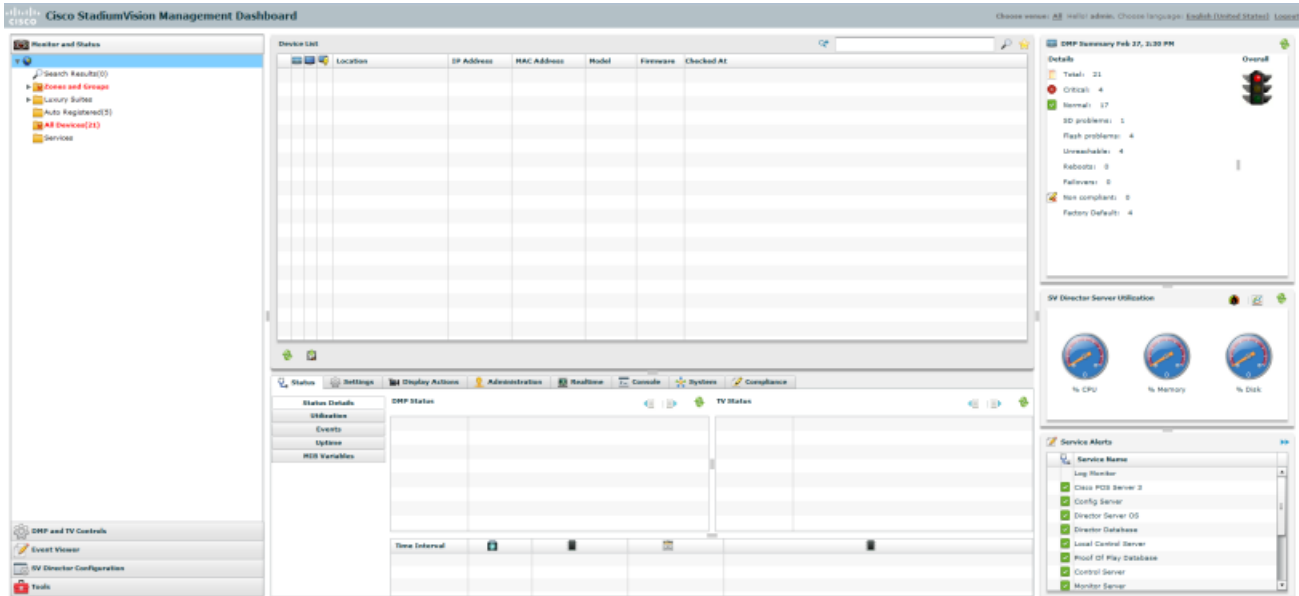 cisco Cisco StadiumVision Management Dashboard
Choose venue: All Hello! admin, Choose language: English (United States) Logout
Monitor and Status
Search Results(0)
Zones and Groups
Luxury Suites
Auto Registered(5)
All Devices(21)
Services
DMP and TV Controls
Event Viewer
SV Director Configuration
Tools
Device List
Location IP Address MAC Address Model Firmware Checked At
Status Settings Display Actions Administration Realtime Console System Compliance
Status Details
Utilization
Events
Uptime
MIB Variables
DMP Status
TV Status
Time Interval
DMP Summary Feb 27, 2:30 PM
Details Overall
Total: 21
Critical: 4
Normal: 17
SD problems: 1
Flash problems: 4
Unreachable: 4
Reboots: 0
Failovers: 0
Non compliant: 0
Factory Default: 4
SV Director Server Utilization
% CPU % Memory % Disk
Service Alerts
Service Name
Log Monitor
Cisco POS Server 3
Config Server
Director Server OS
Director Database
Local Control Server
Proof Of Play Database
Control Server
Monitor Server